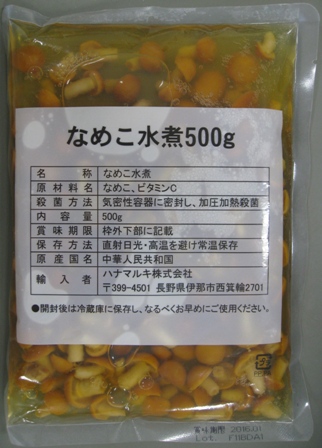 なめこ水煮500g
名 称 なめこ水煮
原材料名 なめこ、ビタミンC
殺菌方法 気密性容器に密封し、加圧加熱殺菌
内容量 500g
賞味期限 枠外下部に記載
保存方法 直射日光・高温を避け常温保存
原産国名 中華人民共和国
輸入者 ハナマルキ株式会社
〒399-4501 長野県伊那市西箕輪2701
●開封後は冷蔵庫に保存し、なるべくお早めにご使用ください。
賞味期限 2016.01
Lot.